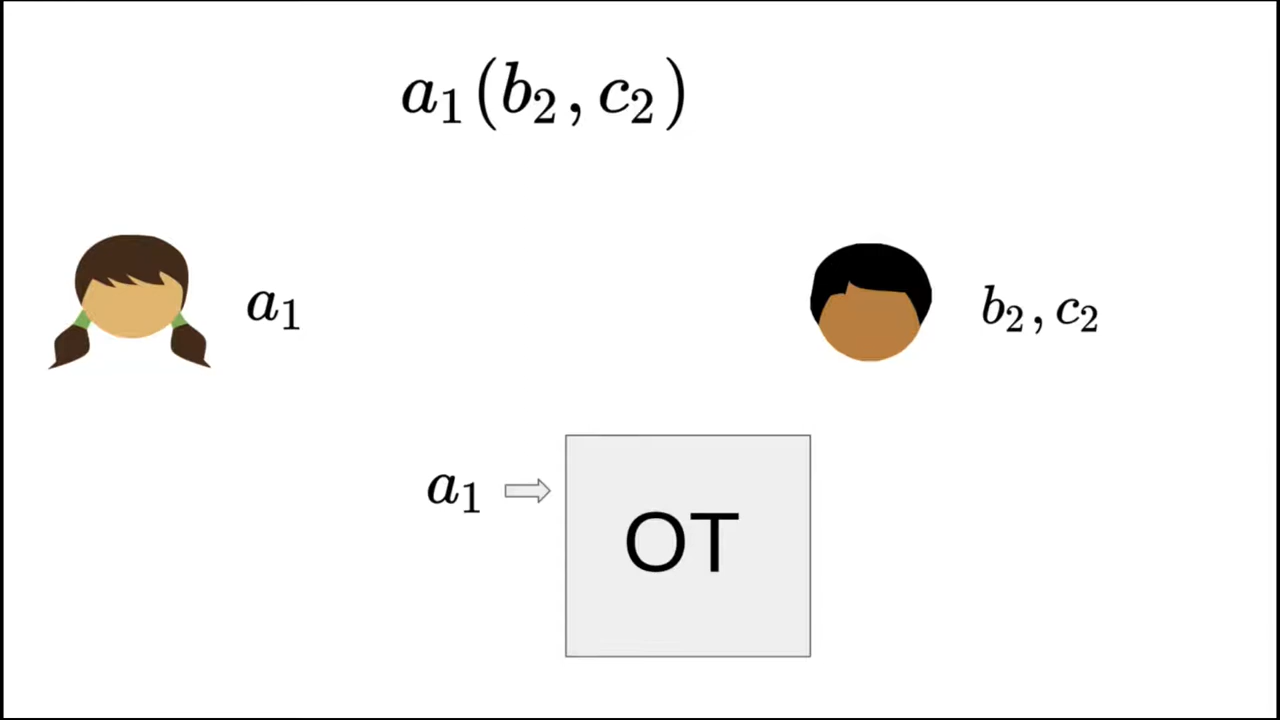 a₁(b₂, c₂)
a₁
b₂, c₂
a₁ ⇨
OT